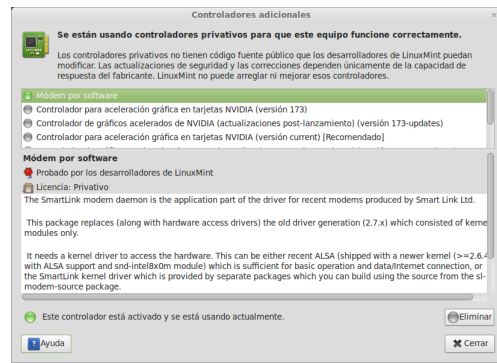 Controladores adicionales
Se están usando controladores privativos para que este equipo funcione correctamente.
Los controladores privativos no tienen código fuente público que los desarrolladores de LinuxMint puedan
modificar. Las actualizaciones de seguridad y las correcciones dependen únicamente de la capacidad de
respuesta del fabricante. LinuxMint no puede arreglar ni mejorar esos controladores.
Módem por software
Controlador para aceleración gráfica en tarjetas NVIDIA (versión 173)
Controlador de gráficos acelerados de NVIDIA (actualizaciones post-lanzamiento) (versión 173-updates)
Controlador para aceleración gráfica en tarjetas NVIDIA (versión current) [Recomendado]
Módem por software
Probado por los desarrolladores de LinuxMint
Licencia: Privativo
The SmartLink modem daemon is the application part of the driver for recent modems produced by Smart Link Ltd.
This package replaces (along with hardware access drivers) the old driver generation (2.7.x) which consisted of kerne
modules only.
It needs a kernel driver to access the hardware. This can be either recent ALSA (shipped with a newer kernel (>=2.6.4
with ALSA support and snd-intel8x0m module) which is sufficient for basic operation and data/Internet connection, or
the SmartLink kernel driver which is provided by separate packages which you can build using the source from the sl-
modem-source package.
Este controlador está activado y se está usando actualmente.
Eliminar
Ayuda
Cerrar